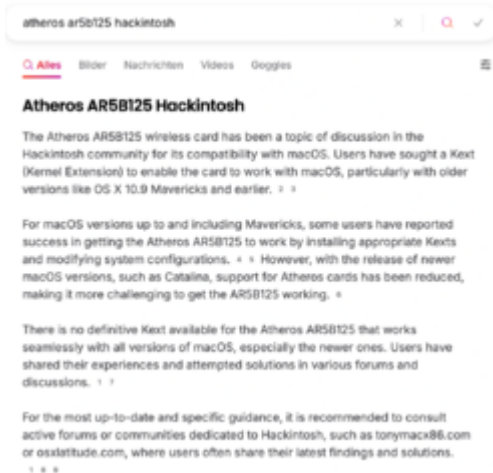 atheros ar5b125 hackintosh
Alles Bilder Nachrichten Videos Goggles
Atheros AR5B125 Hackintosh
The Atheros AR5B125 wireless card has been a topic of discussion in the
Hackintosh community for its compatibility with macOS. Users have sought a Kext
(Kernel Extension) to enable the card to work with macOS, particularly with older
versions like OS X 10.9 Mavericks and earlier. 2 3
For macOS versions up to and including Mavericks, some users have reported
success in getting the Atheros AR5B125 to work by installing appropriate Kexts
and modifying system configurations. However, with the release of newer
macOS versions, such as Catalina, support for Atheros cards has been reduced,
making it more challenging to get the AR5B125 working.
There is no definitive Kext available for the Atheros AR5B125 that works
seamlessly with all versions of macOS, especially the newer ones. Users have
shared their experiences and attempted solutions in various forums and
discussions. 1 7
For the most up-to-date and specific guidance, it is recommended to consult
active forums or communities dedicated to Hackintosh, such as tonymacx86.com
or osxlatitude.com, where users often share their latest findings and solutions.